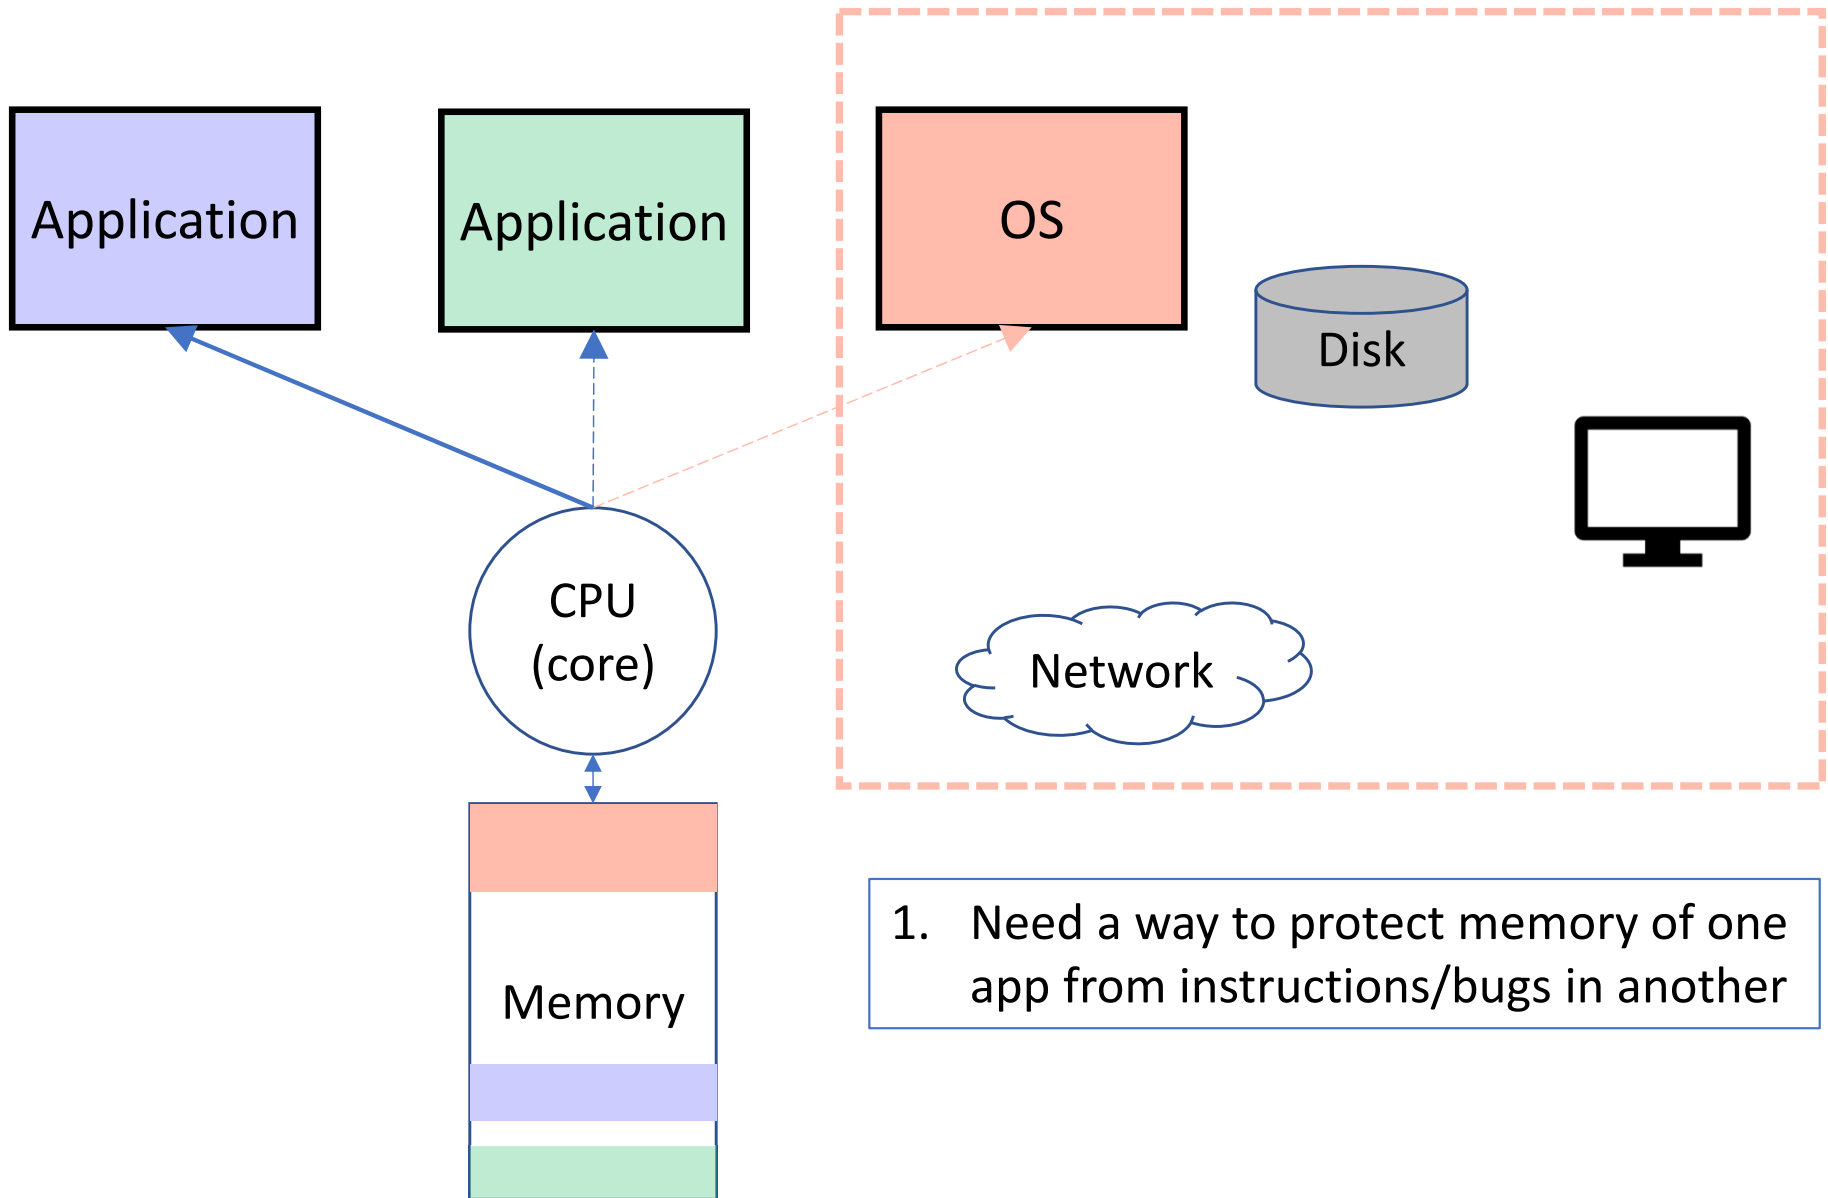 Application
Application
OS
Disk
CPU
(core)
Network
Memory
1. Need a way to protect memory of one
app from instructions/bugs in another